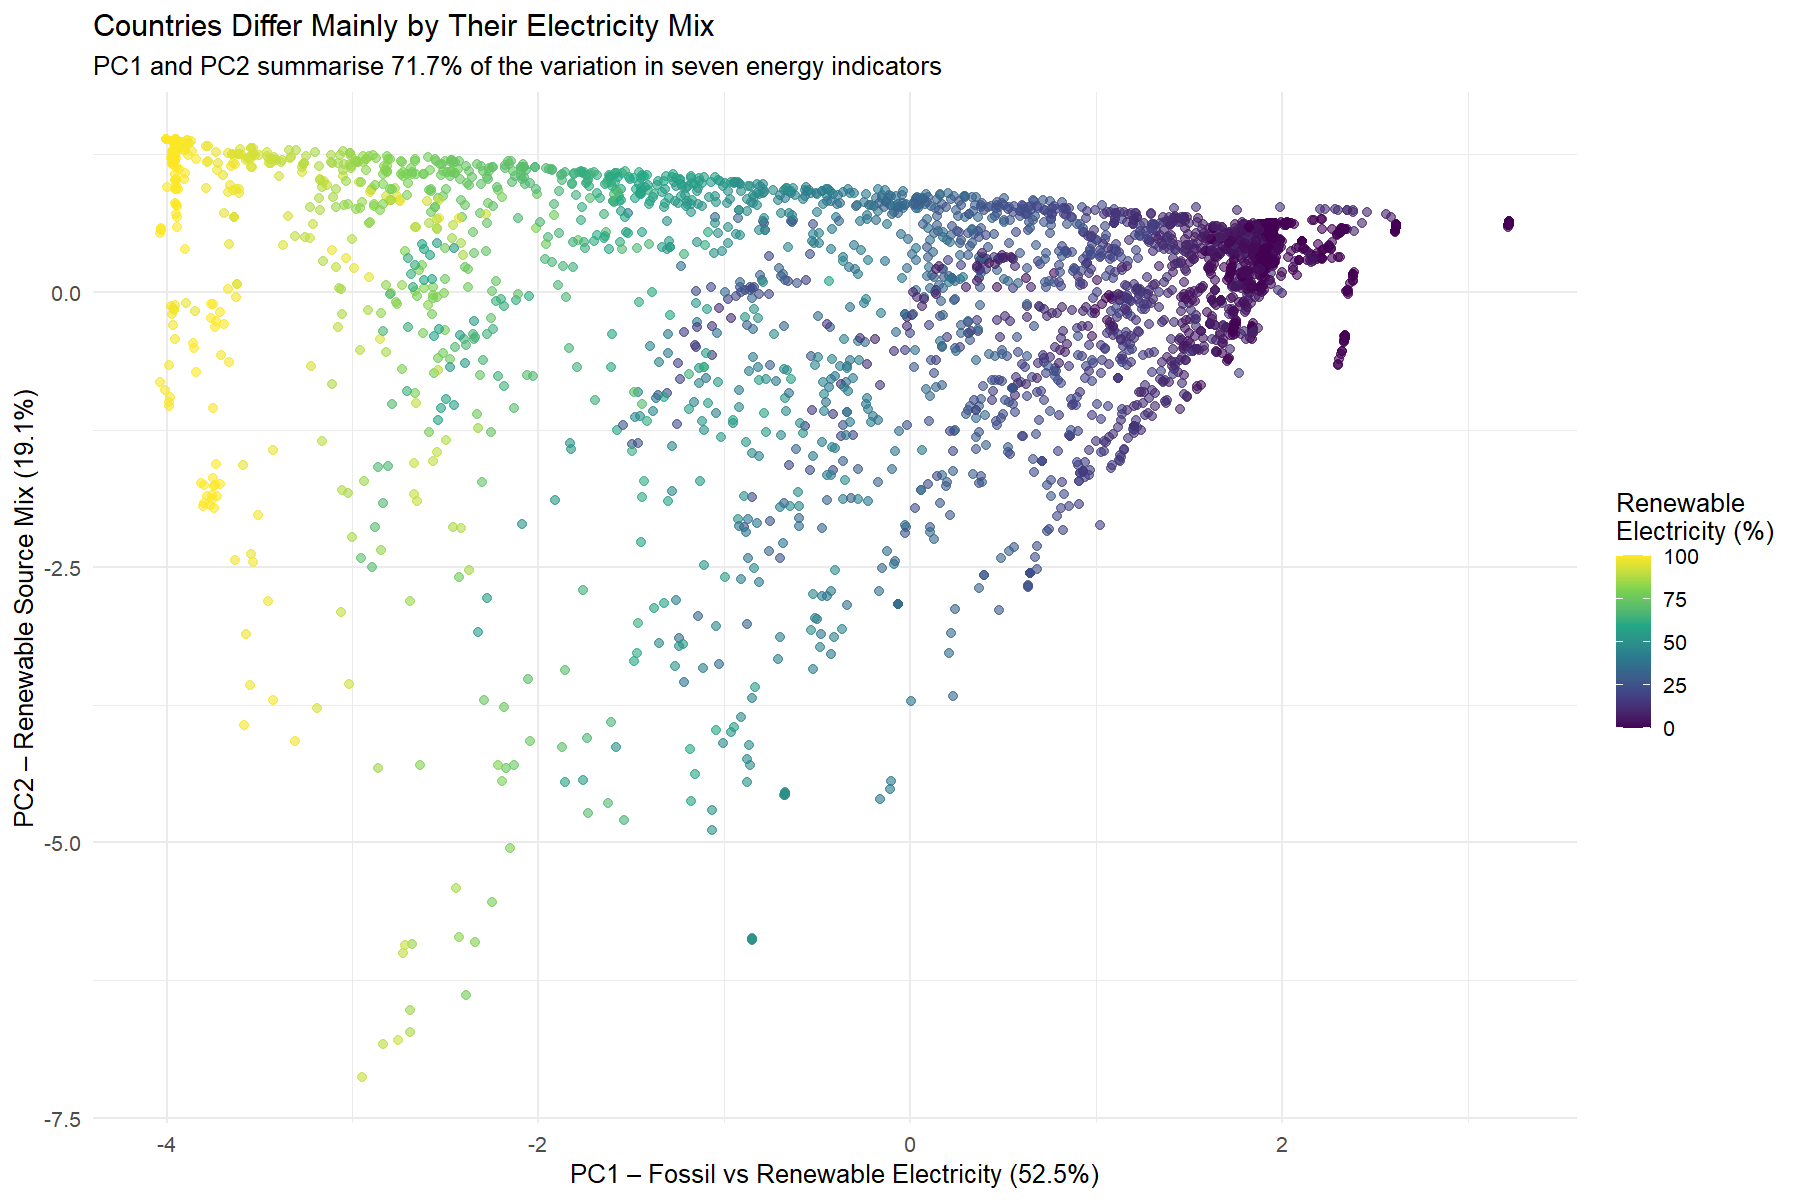 Countries Differ Mainly by Their Electricity Mix
PC1 and PC2 summarise 71.7% of the variation in seven energy indicators
PC2 – Renewable Source Mix (19.1%)
0.0
-2.5
-5.0
-7.5
-4
-2
0
2
PC1 – Fossil vs Renewable Electricity (52.5%)
Renewable
Electricity (%)
100
75
50
25
0